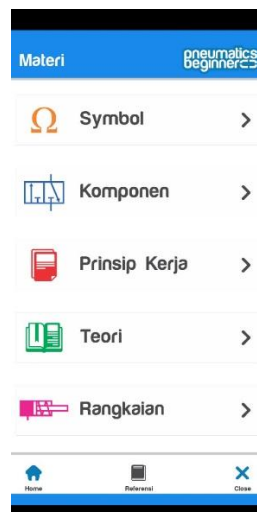 Materi
pneumatics
beginner
Symbol
Komponen
Prinsip Kerja
Teori
Rangkaian
Home
Referensi
Close